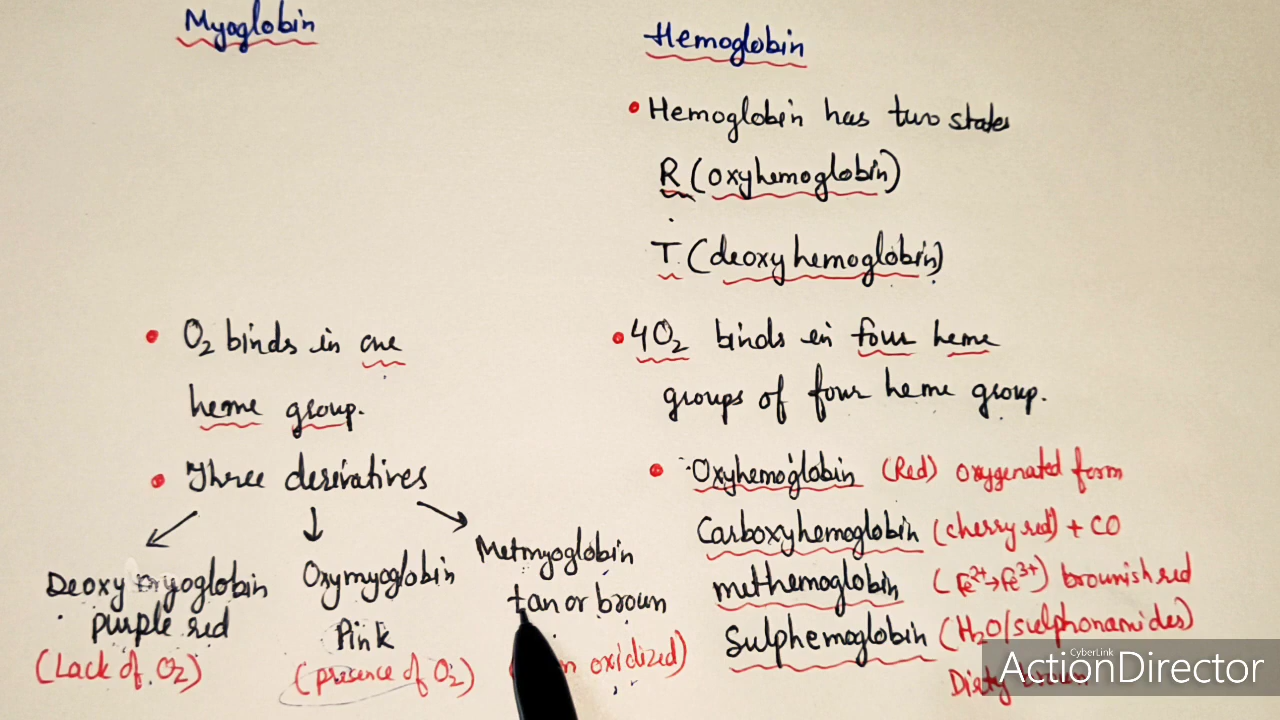 Myoglobin
Hemoglobin
• Hemoglobin has two states
R (oxyhemoglobin)
T (deoxyhemoglobin)
• O2 binds in one
heme group.
• 4O2 binds in four heme
groups of four heme group.
• Three derivatives
Deoxy myoglobin
purple red
(Lack of O2)
Oxymyoglobin
Pink
(presence of O2)
Metmyoglobin
tan or brown
oxidized)
• Oxyhemoglobin (Red) oxygenated form
Carboxyhemoglobin (cherry red) + CO
methemoglobin (Fe2+→Fe3+) brownish red
Sulphemoglobin (H2O/sulphonamides)
Dirty brown
CyberLink
ActionDirector